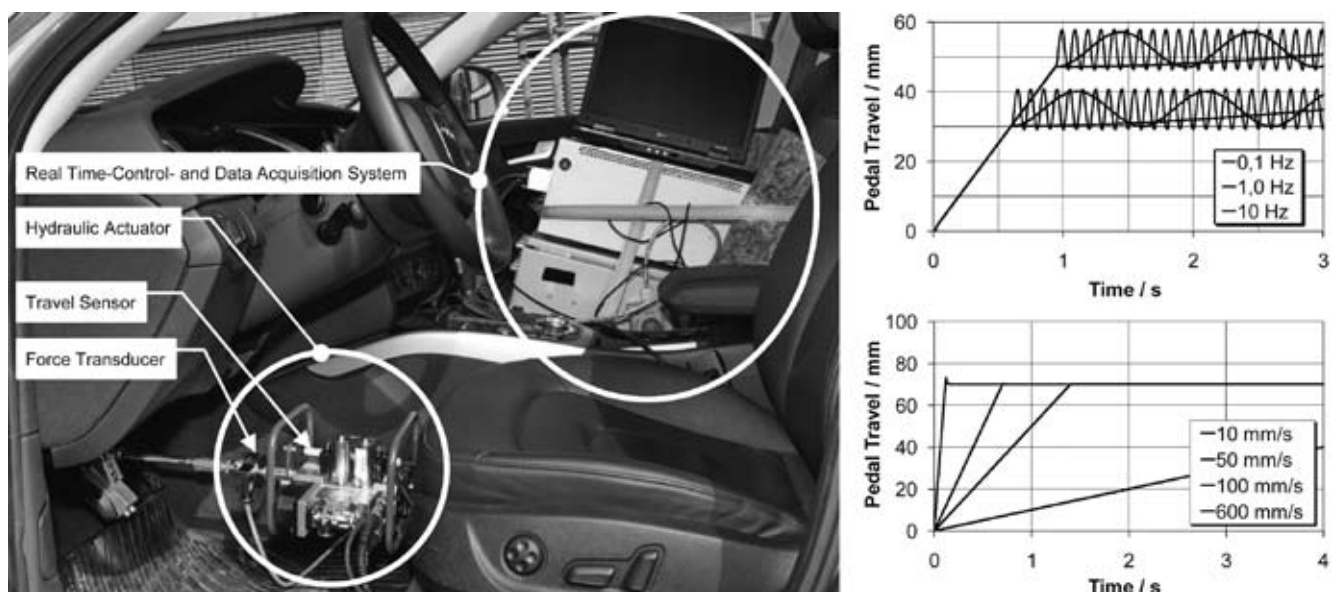 Real Time-Control- and Data Acquisition System
Hydraulic Actuator
Travel Sensor
Force Transducer
Pedal Travel / mm
60
40
20
0
0 1 2 3
Time / s
0,1 Hz
1,0 Hz
10 Hz
Pedal Travel / mm
100
80
60
40
20
0
0 1 2 3 4
Time / s
10 mm/s
50 mm/s
100 mm/s
600 mm/s